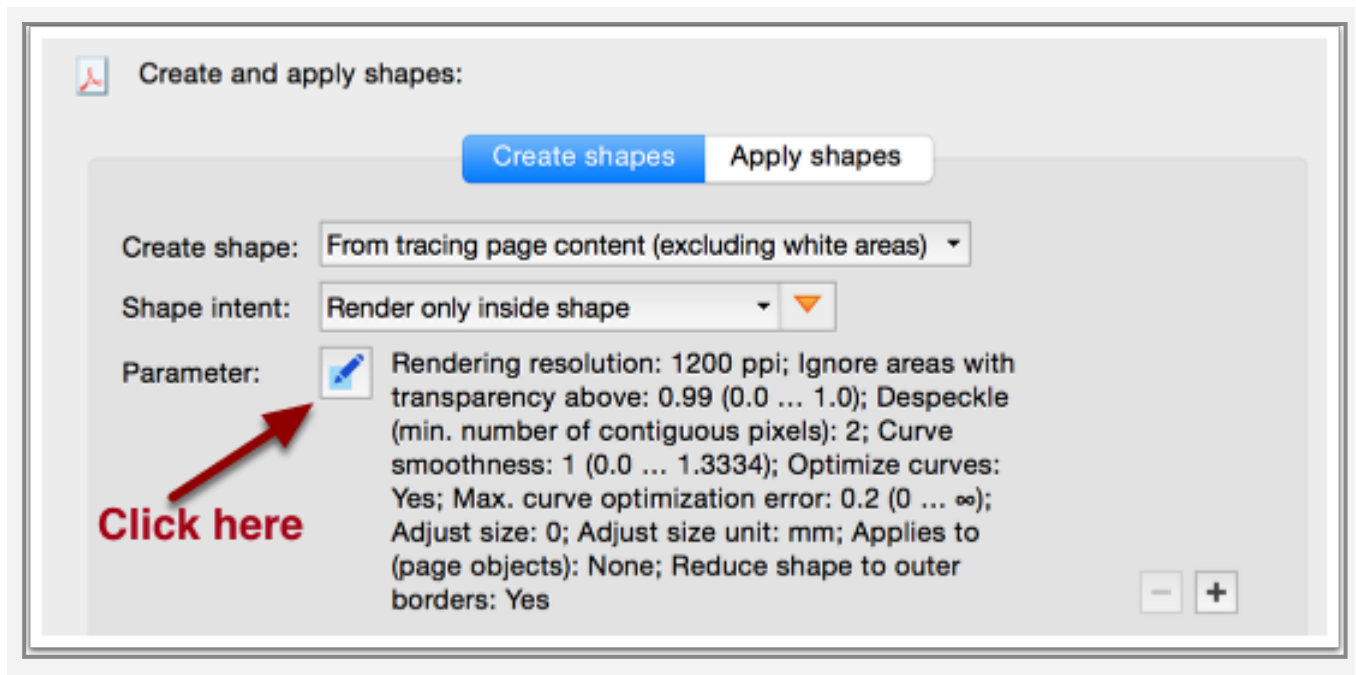 Create and apply shapes:
Create shapes Apply shapes
Create shape: From tracing page content (excluding white areas)
Shape intent: Render only inside shape
Parameter: Rendering resolution: 1200 ppi; Ignore areas with
transparency above: 0.99 (0.0 ... 1.0); Despeckle
(min. number of contiguous pixels): 2; Curve
smoothness: 1 (0.0 ... 1.3334); Optimize curves:
Yes; Max. curve optimization error: 0.2 (0 ... ∞);
Adjust size: 0; Adjust size unit: mm; Applies to
(page objects): None; Reduce shape to outer
borders: Yes
Click here
− +